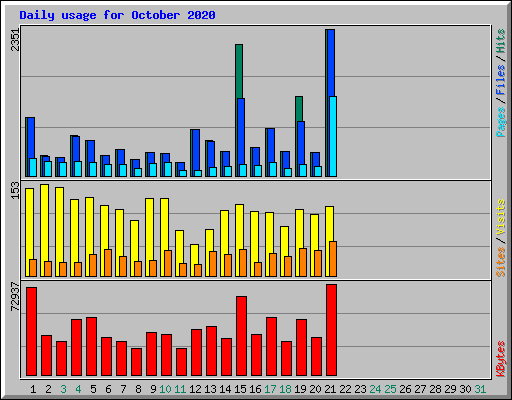 Daily usage for October 2020
2351
Pages / Files / Hits
153
Sites / Visits
72937
KBytes
1 2 3 4 5 6 7 8 9 10 11 12 13 14 15 16 17 18 19 20 21 22 23 24 25 26 27 28 29 30 31